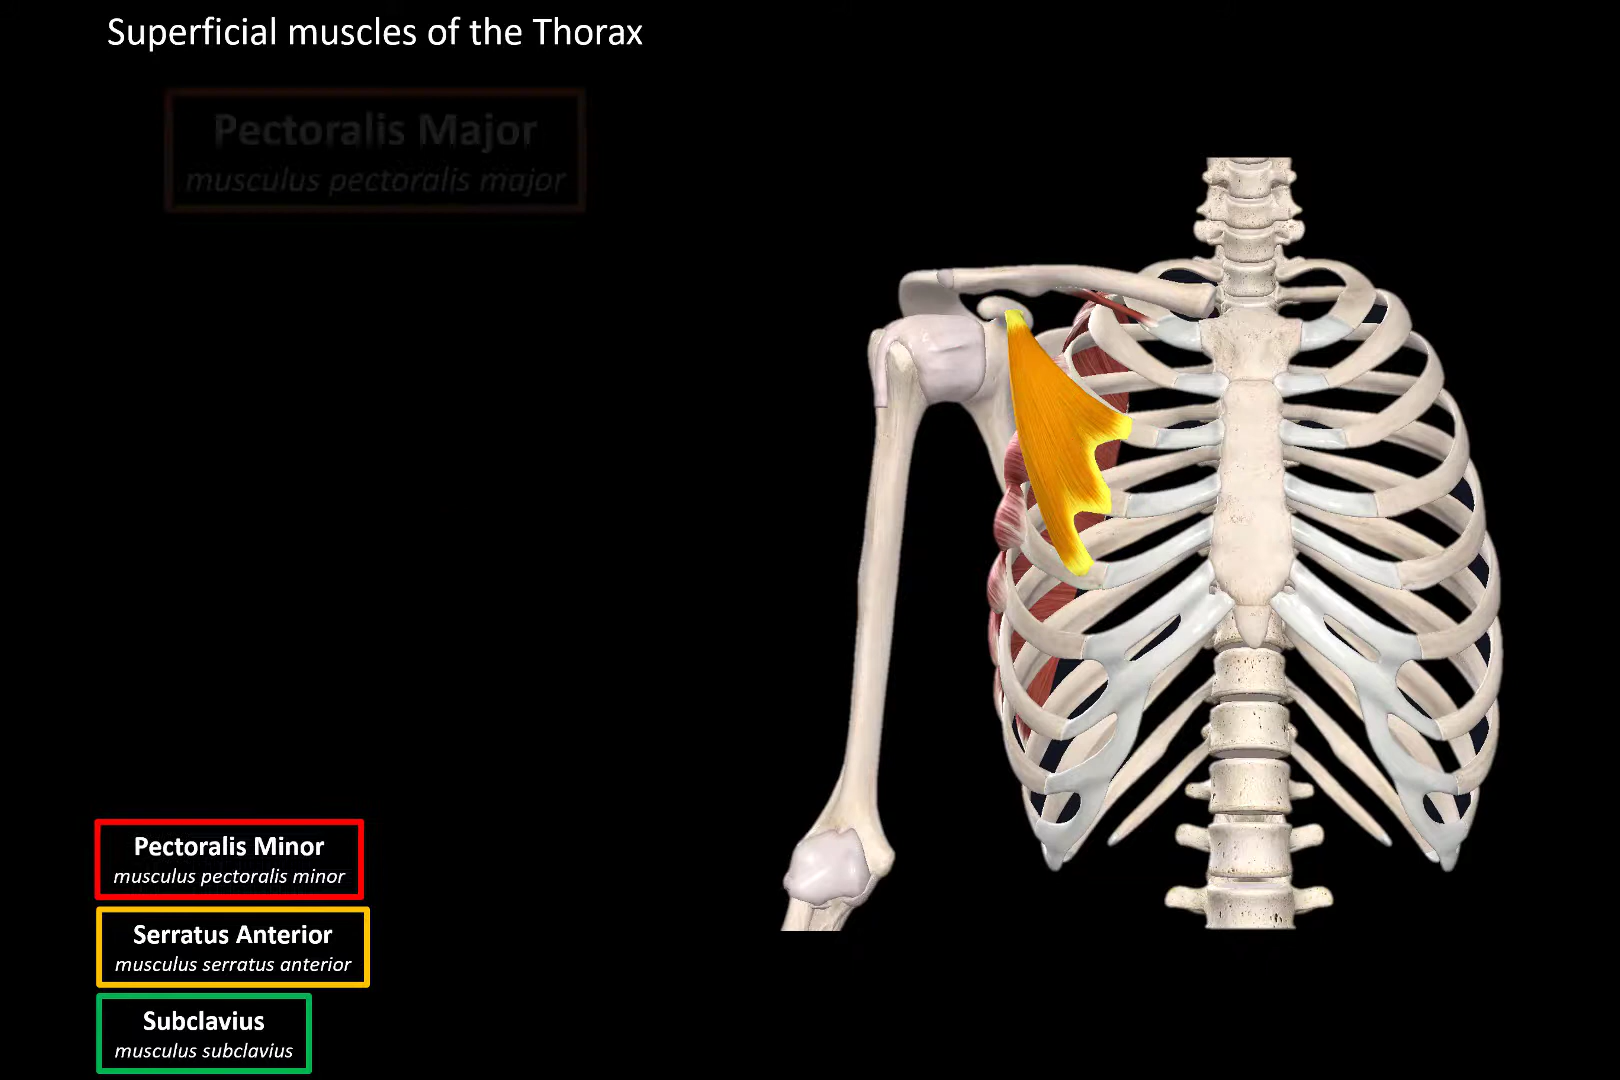 Superficial muscles of the Thorax
Pectoralis Major
musculus pectoralis major
Pectoralis Minor
musculus pectoralis minor
Serratus Anterior
musculus serratus anterior
Subclavius
musculus subclavius